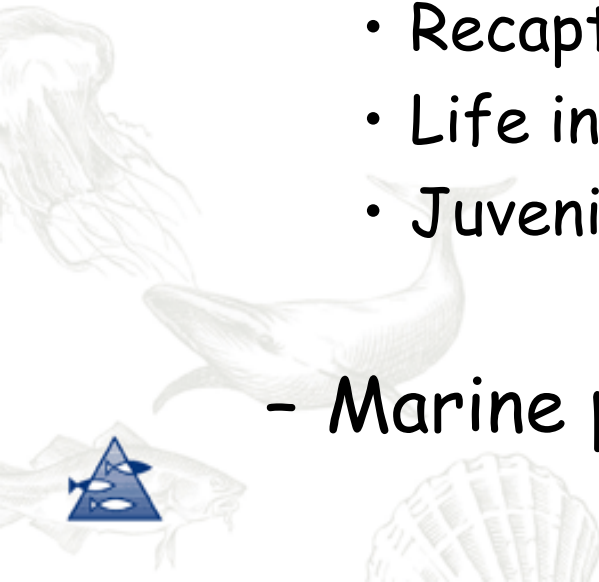 • Recapt
• Life in
• Juveni
– Marine p